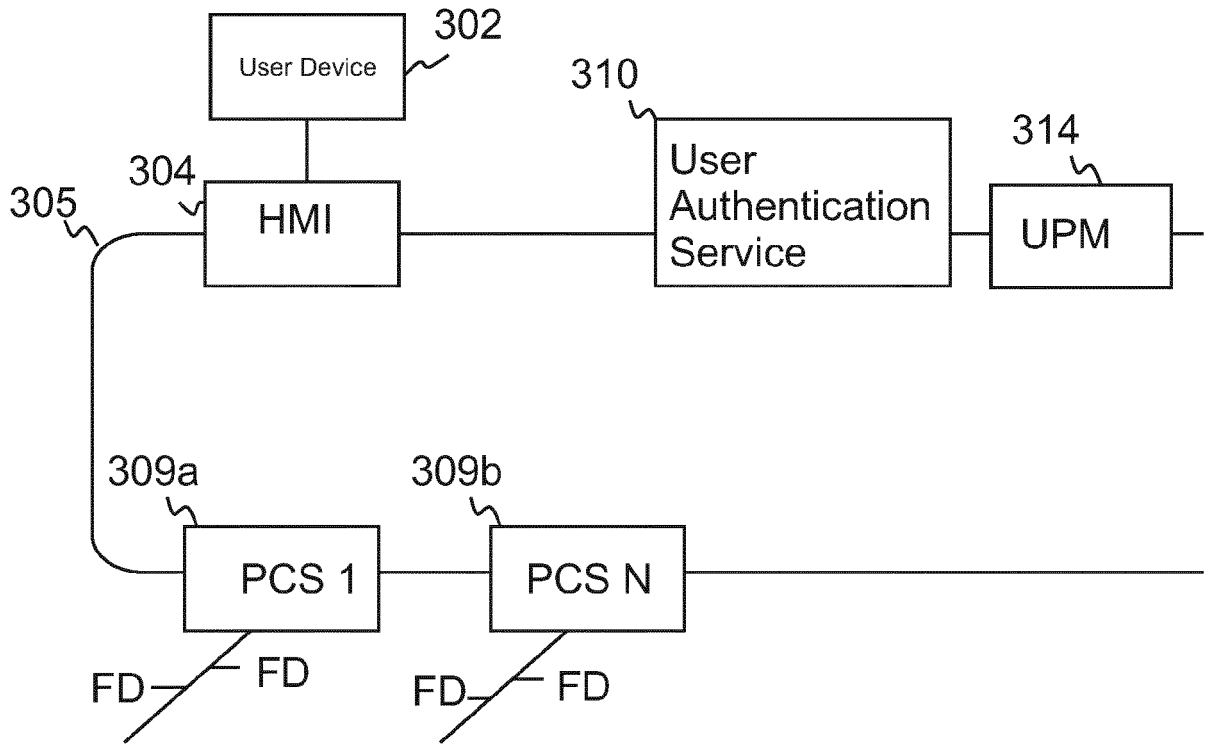 302
User Device
310
314
304
User
Authentication
Service
305
HMI
UPM
309a
309b
PCS 1
PCS N
FD
FD
FD
FD